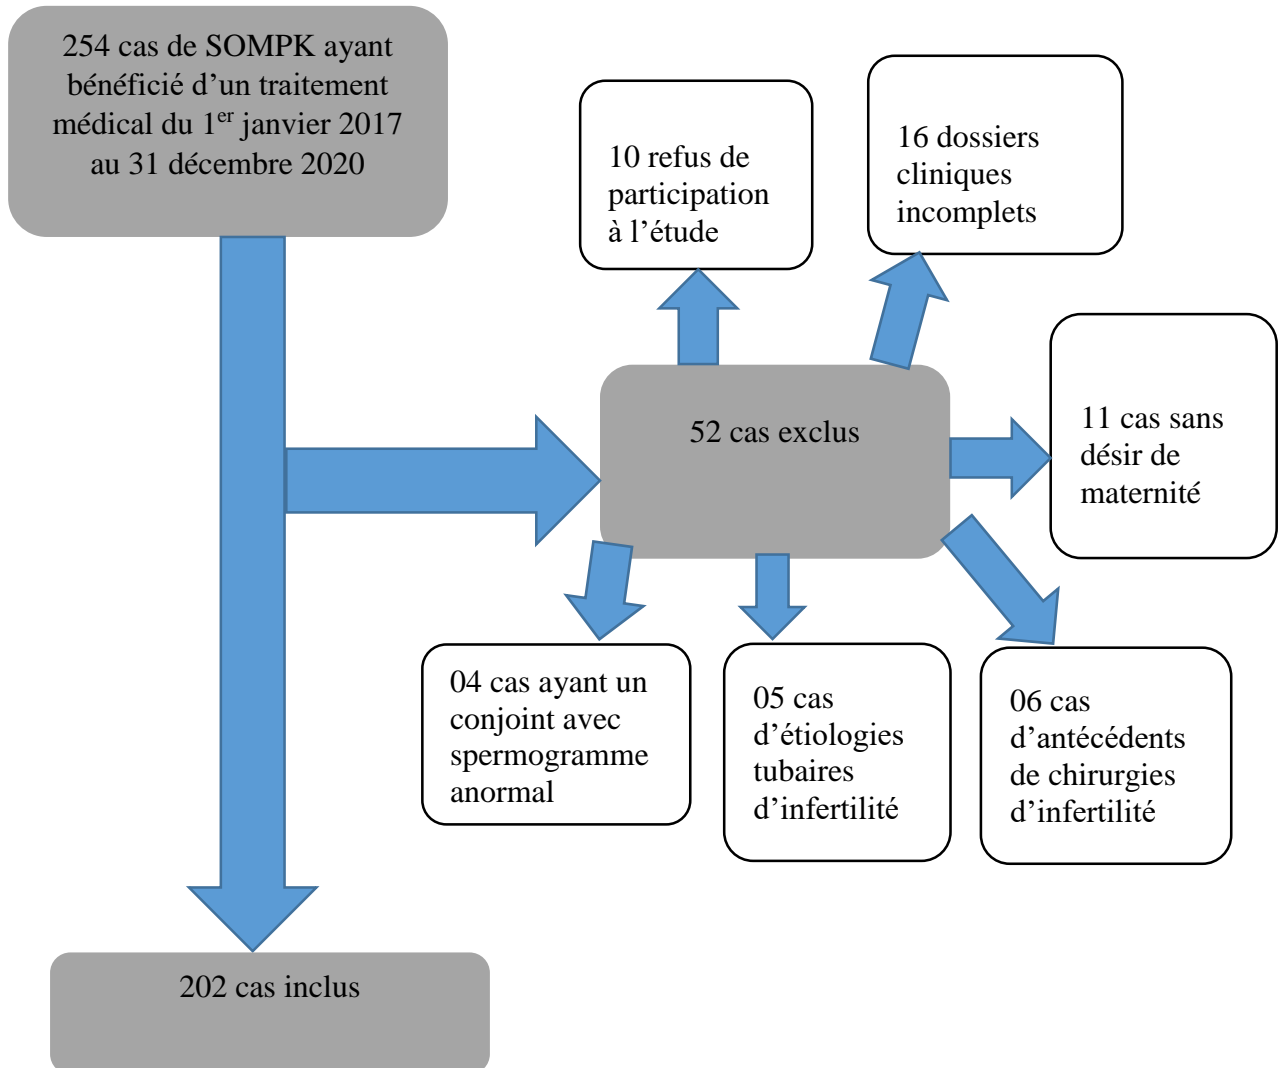 254 cas de SOMPK ayant
bénéficié d’un traitement
médical du 1er janvier 2017
au 31 décembre 2020
10 refus de
participation
à l’étude
16 dossiers
cliniques
incomplets
52 cas exclus
11 cas sans
désir de
maternité
04 cas ayant un
conjoint avec
spermogramme
anormal
05 cas
d’étiologies
tubaires
d’infertilité
06 cas
d’antécédents
de chirurgies
d’infertilité
202 cas inclus